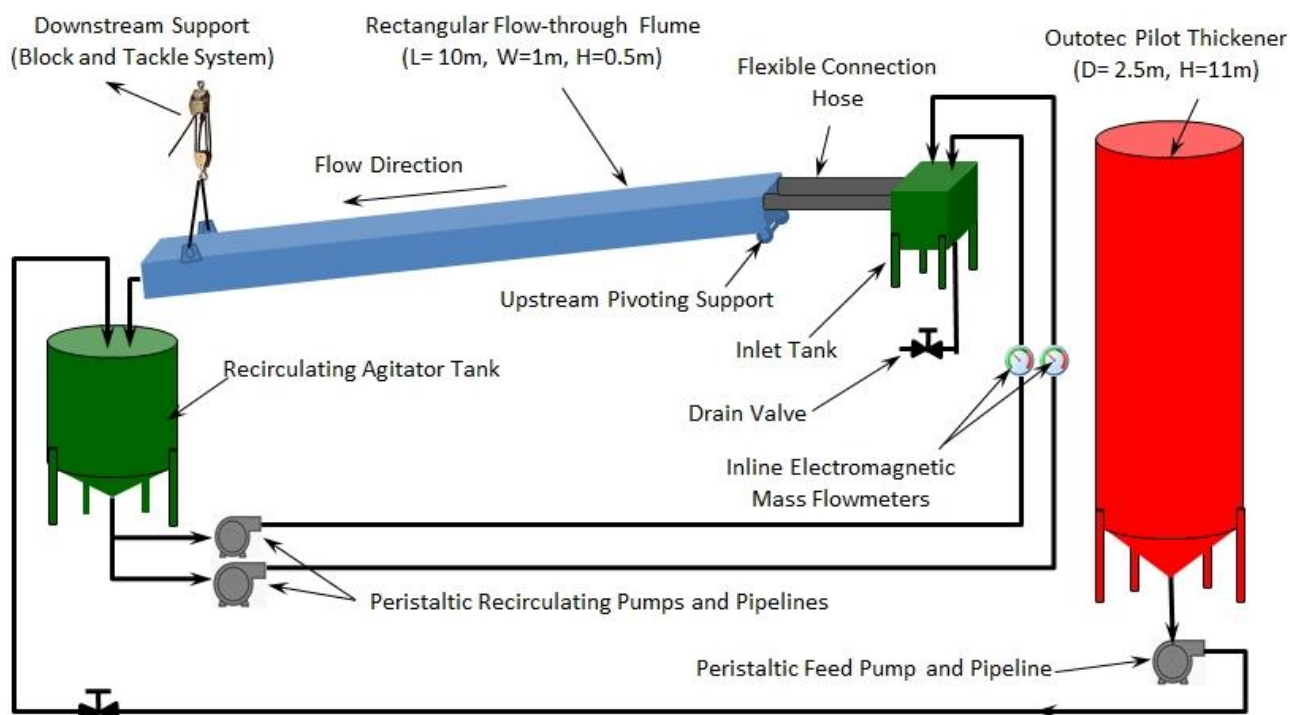 Downstream Support
(Block and Tackle System)
Rectangular Flow-through Flume
(L= 10m, W=1m, H=0.5m)
Flexible Connection
Hose
Outotec Pilot Thickener
(D= 2.5m, H=11m)
Flow Direction
Upstream Pivoting Support
Inlet Tank
Recirculating Agitator Tank
Drain Valve
Inline Electromagnetic
Mass Flowmeters
Peristaltic Recirculating Pumps and Pipelines
Peristaltic Feed Pump and Pipeline